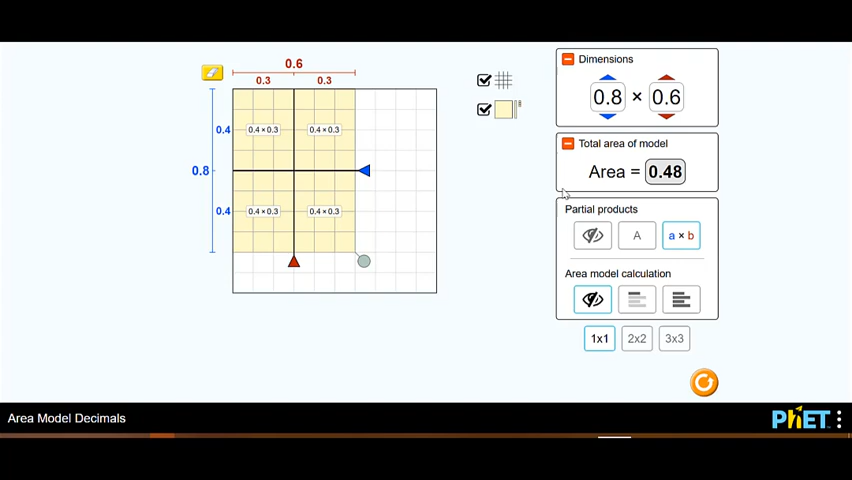 0.6
0.3 0.3
0.4
0.8
0.4
0.4×0.3 0.4×0.3
0.4×0.3 0.4×0.3
Dimensions
0.8 × 0.6
Total area of model
Area = 0.48
Partial products
A a × b
Area model calculation
1x1 2x2 3x3
Area Model Decimals
PhET